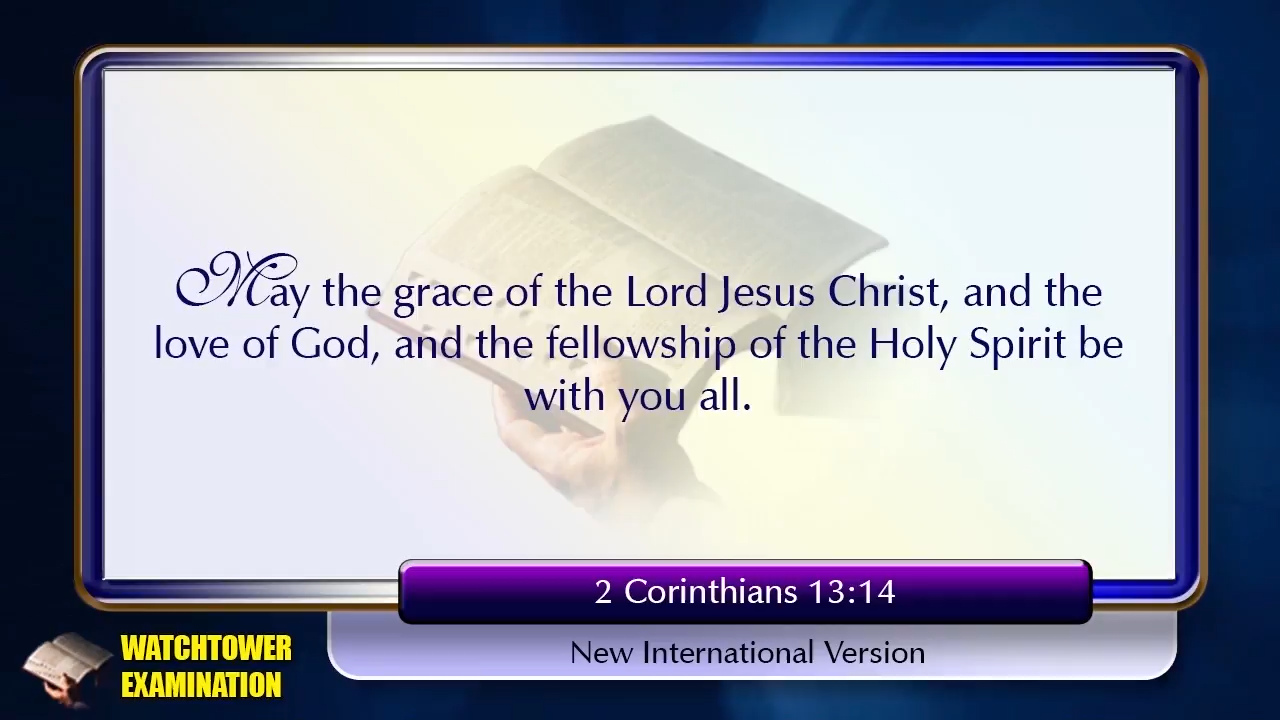 May the grace of the Lord Jesus Christ, and the
love of God, and the fellowship of the Holy Spirit be
with you all.
2 Corinthians 13:14
New International Version
WATCHTOWER
EXAMINATION